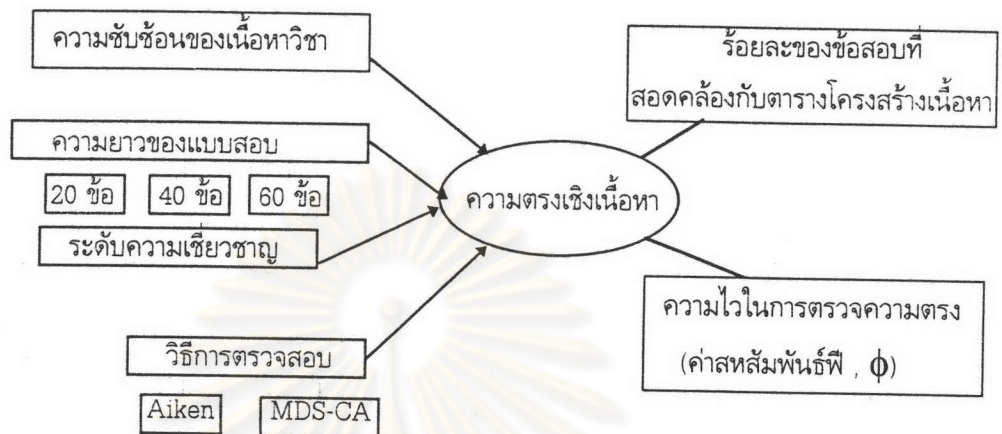 ความซับซ้อนของเนื้อหาวิชา
ร้อยละของข้อสอบที่
สอดคล้องกับตารางโครงสร้างเนื้อหา
ความยาวของแบบสอบ
20 ข้อ 40 ข้อ 60 ข้อ
ระดับความเชี่ยวชาญ
ความตรงเชิงเนื้อหา
ความไวในการตรวจความตรง
(ค่าสหสัมพันธ์ฟี , ϕ)
วิธีการตรวจสอบ
Aiken MDS-CA